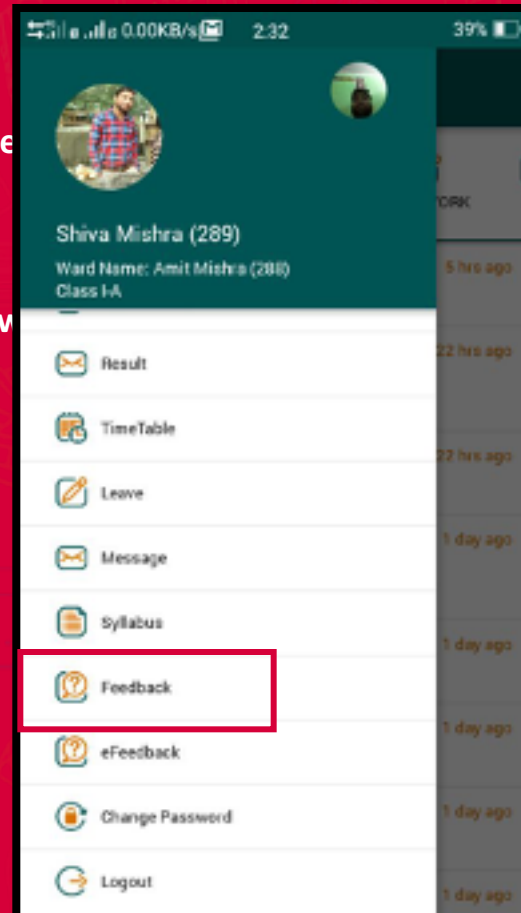 0.00KB/s 2:32 39%
Shiva Mishra (289)
Ward Name: Amit Mishra (288)
Class I-A
Result
TimeTable
Leave
Message
Syllabus
Feedback
eFeedback
Change Password
Logout
ORK
5 hrs ago
22 hrs ago
22 hrs ago
1 day ago
1 day ago
1 day ago
1 day ago
1 day ago
e
w